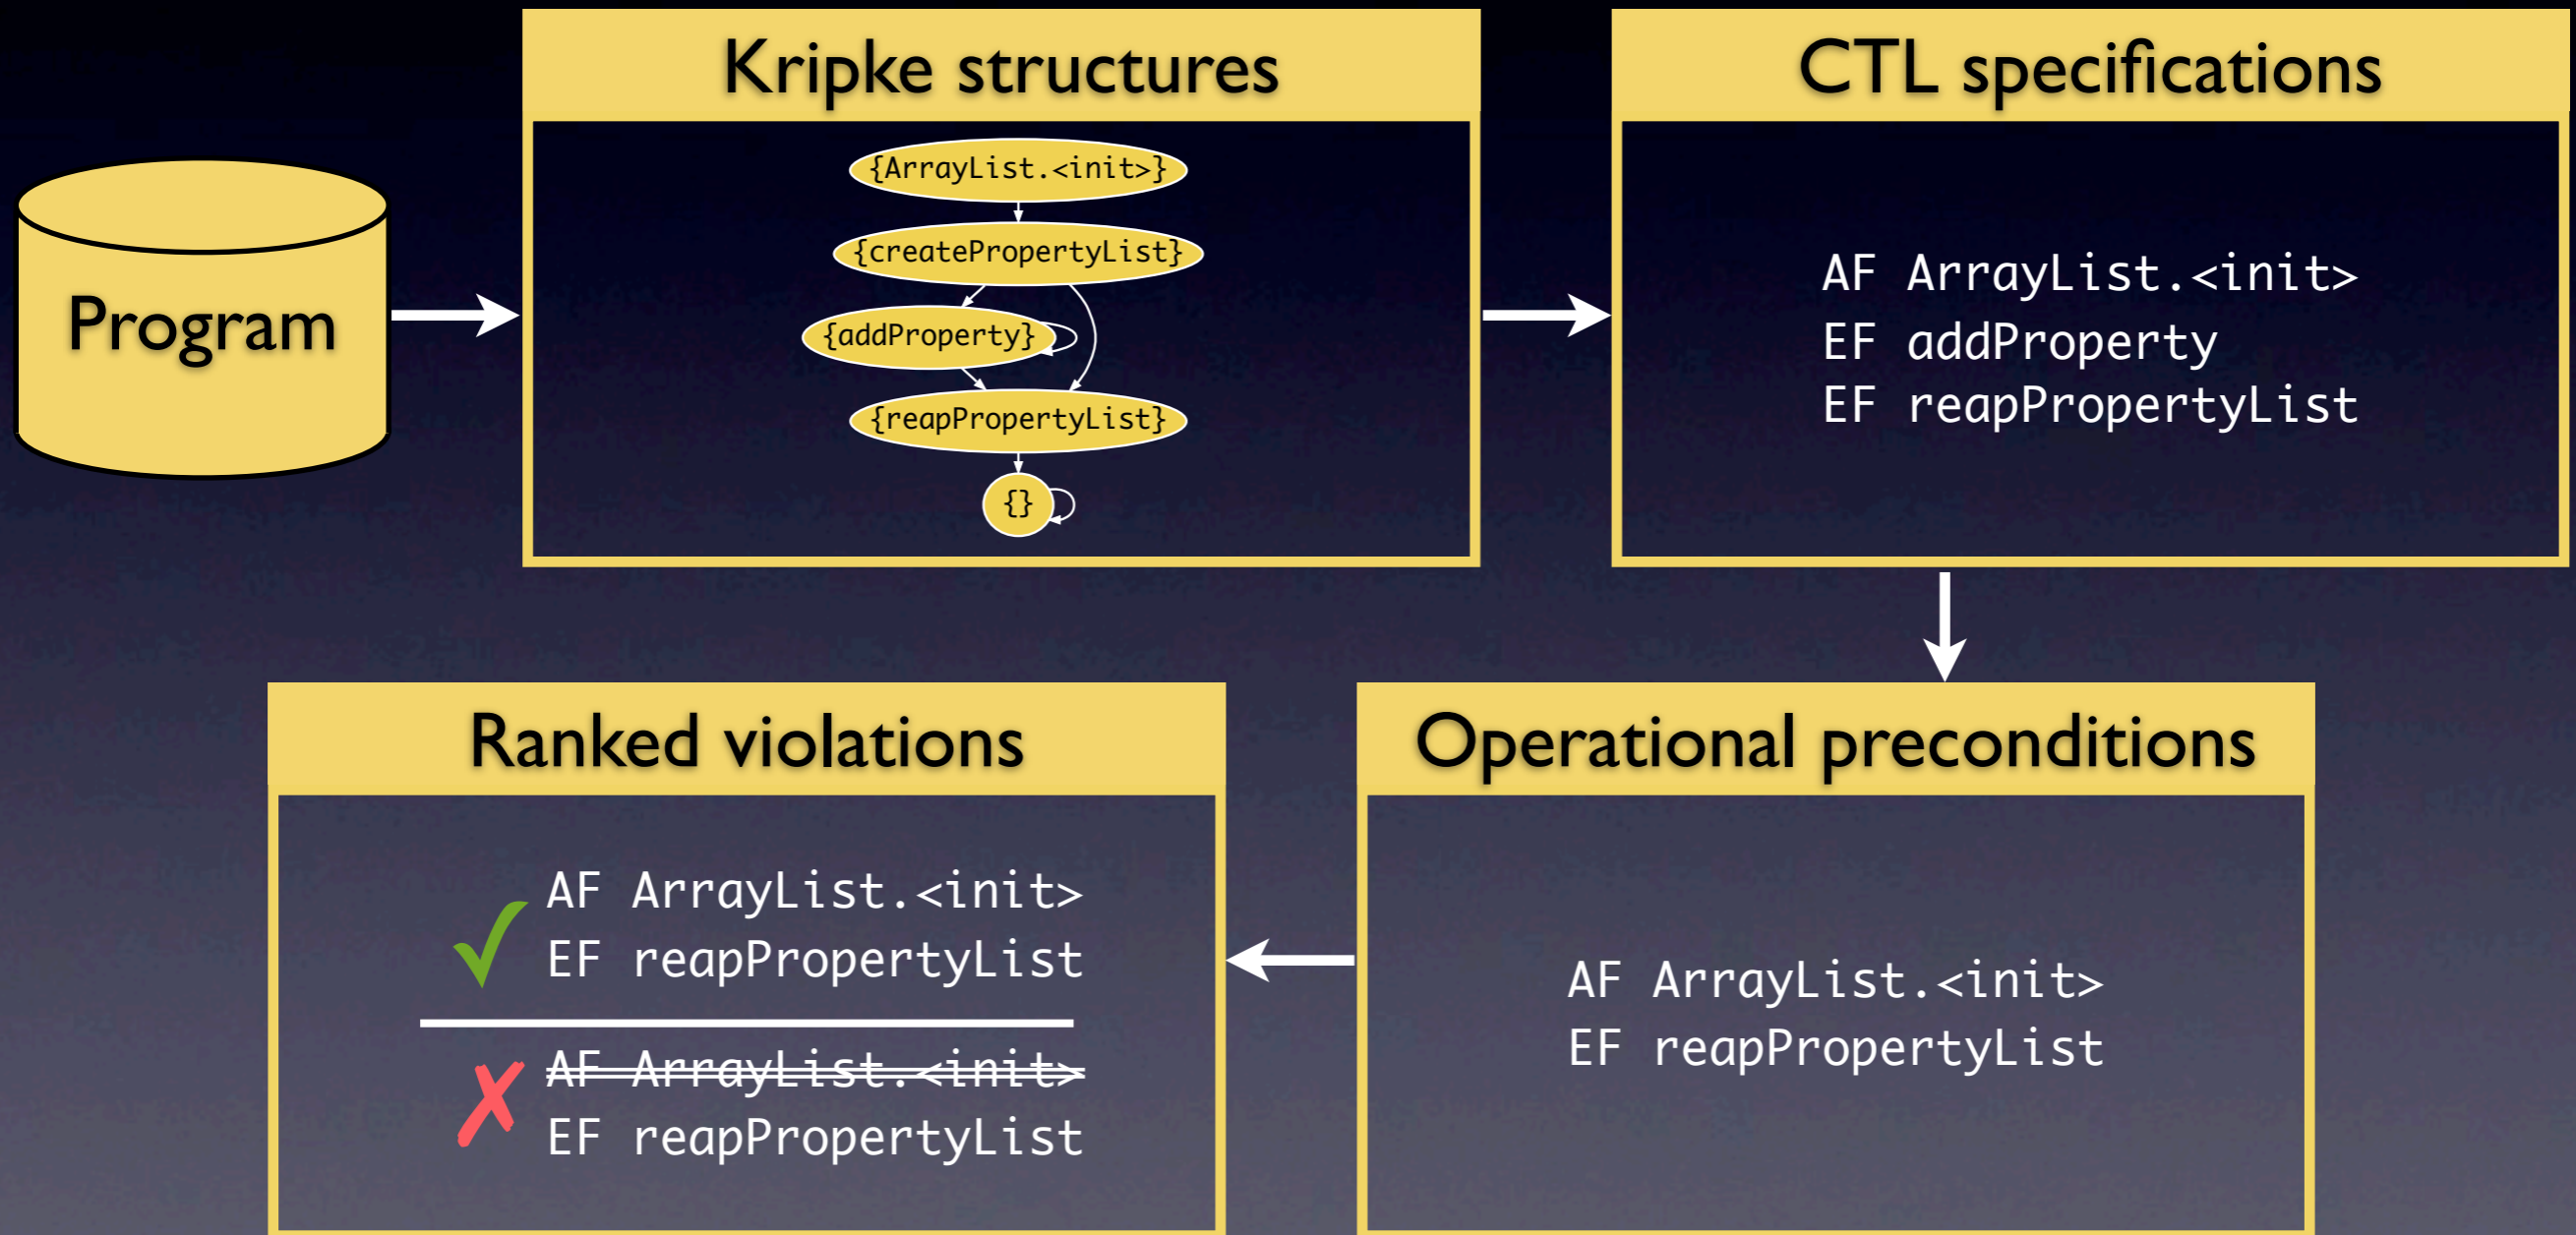 Program
Kripke structures
{ArrayList.<init>}
{createPropertyList}
{addProperty}
{reapPropertyList}
{}
CTL specifications
AF ArrayList.<init>
EF addProperty
EF reapPropertyList
Operational preconditions
AF ArrayList.<init>
EF reapPropertyList
Ranked violations
✓ AF ArrayList.<init>
EF reapPropertyList
✗ AF ArrayList.<init>
EF reapPropertyList